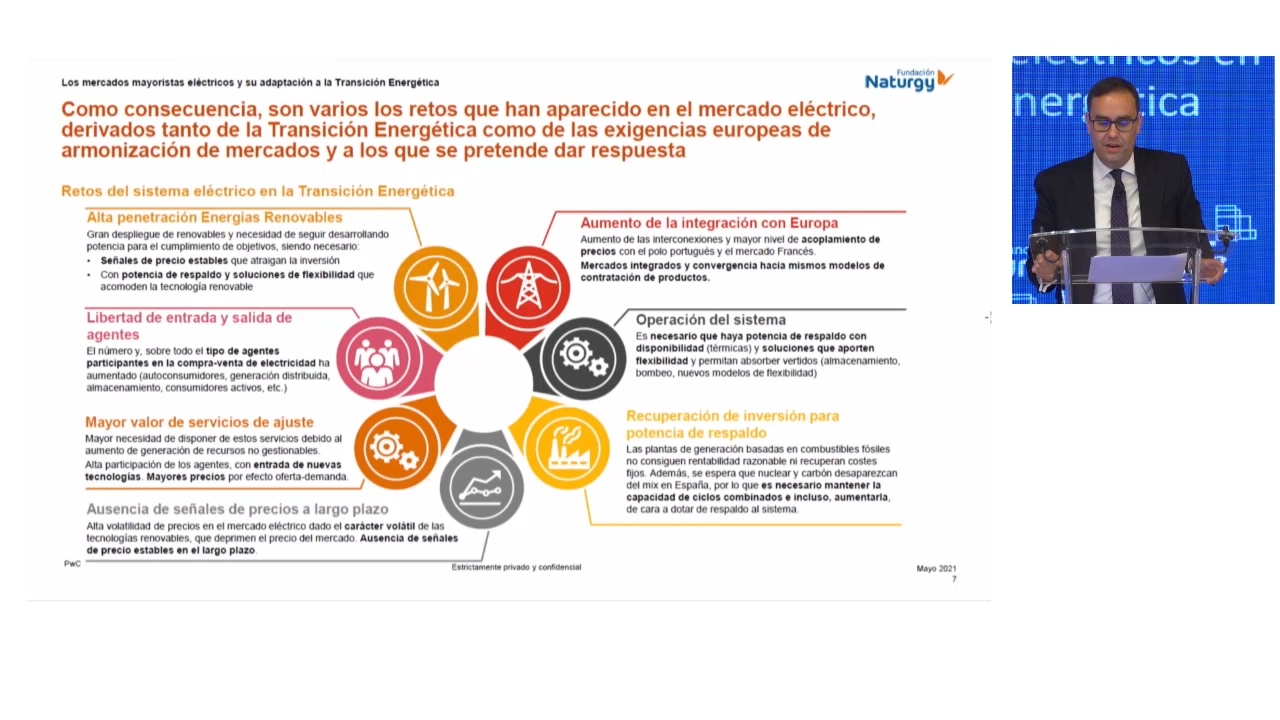 Los mercados mayoristas eléctricos y su adaptación a la Transición Energética
Fundación
Naturgy
Como consecuencia, son varios los retos que han aparecido en el mercado eléctrico,
derivados tanto de la Transición Energética como de las exigencias europeas de
armonización de mercados y a los que se pretende dar respuesta
Retos del sistema eléctrico en la Transición Energética
Alta penetración Energías Renovables
Gran despliegue de renovables y necesidad de seguir desarrollando
potencia para el cumplimiento de objetivos, siendo necesario:
• Señales de precio estables que atraigan la inversión
• Con potencia de respaldo y soluciones de flexibilidad que
acomoden la tecnología renovable
Libertad de entrada y salida de
agentes
El número y, sobre todo el tipo de agentes
participantes en la compra-venta de electricidad ha
aumentado (autoconsumidores, generación distribuida,
almacenamiento, consumidores activos, etc.)
Mayor valor de servicios de ajuste
Mayor necesidad de disponer de estos servicios debido al
aumento de generación de recursos no gestionables.
Alta participación de los agentes, con entrada de nuevas
tecnologías. Mayores precios por efecto oferta-demanda.
Ausencia de señales de precios a largo plazo
Alta volatilidad de precios en el mercado eléctrico dado el carácter volátil de las
tecnologías renovables, que deprimen el precio del mercado. Ausencia de señales
de precio estables en el largo plazo.
Aumento de la integración con Europa
Aumento de las interconexiones y mayor nivel de acoplamiento de
precios con el polo portugués y el mercado Francés.
Mercados integrados y convergencia hacia mismos modelos de
contratación de productos.
Operación del sistema
Es necesario que haya potencia de respaldo con
disponibilidad (térmicas) y soluciones que aporten
flexibilidad y permitan absorber vertidos (almacenamiento,
bombeo, nuevos modelos de flexibilidad)
Recuperación de inversión para
potencia de respaldo
Las plantas de generación basadas en combustibles fósiles
no consiguen rentabilidad razonable ni recuperan costes
fijos. Además, se espera que nuclear y carbón desaparezcan
del mix en España, por lo que es necesario mantener la
capacidad de ciclos combinados e incluso, aumentarla,
de cara a dotar de respaldo al sistema.
PwC
Estrictamente privado y confidencial
Mayo 2021
7